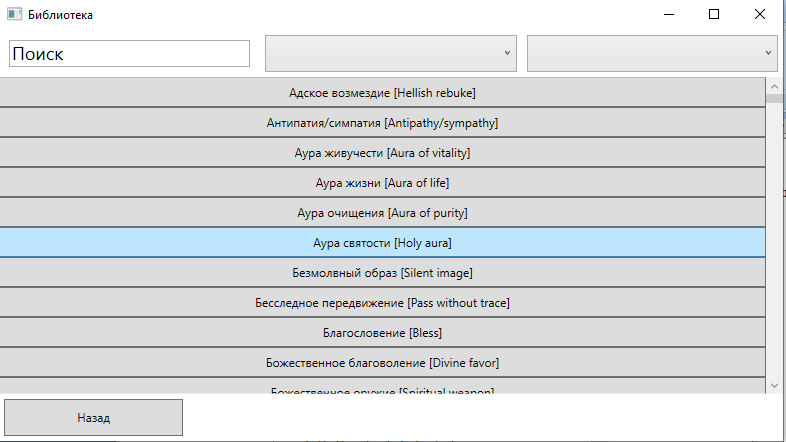 Библиотека
Поиск
Адское возмездие [Hellish rebuke]
Антипатия/симпатия [Antipathy/sympathy]
Аура живучести [Aura of vitality]
Аура жизни [Aura of life]
Аура очищения [Aura of purity]
Аура святости [Holy aura]
Безмолвный образ [Silent image]
Бесследное передвижение [Pass without trace]
Благословение [Bless]
Божественное благоволение [Divine favor]
Божественное оружие [Spiritual weapon]
Назад